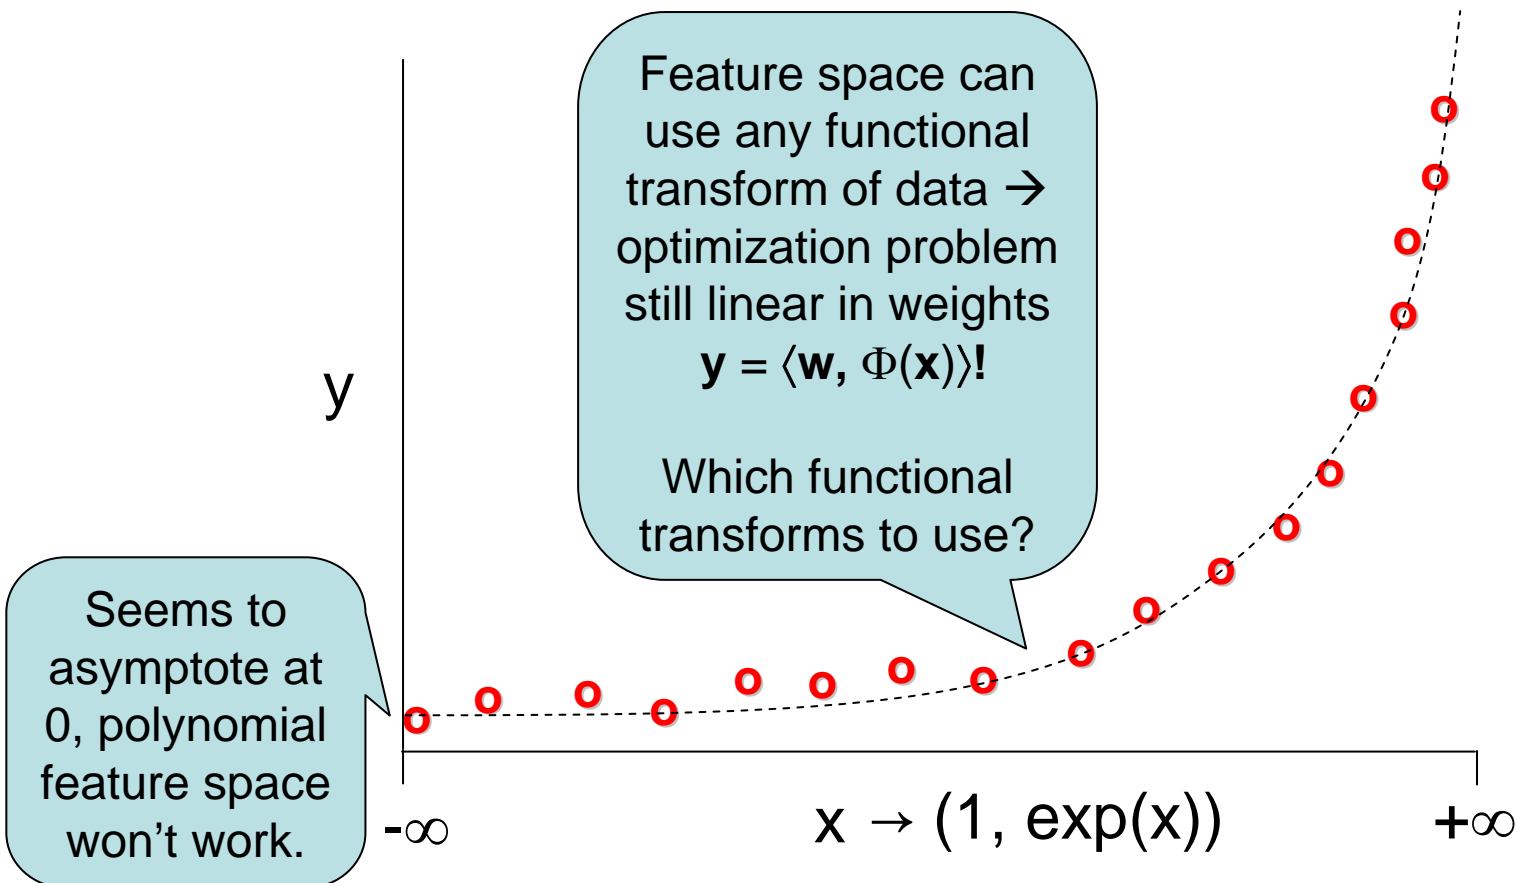 Feature space can
use any functional
transform of data →
optimization problem
still linear in weights
y = ⟨w, Φ(x)⟩!
Which functional
transforms to use?
y
Seems to
asymptote at
0, polynomial
feature space
won't work.
-∞
x → (1, exp(x))
+∞